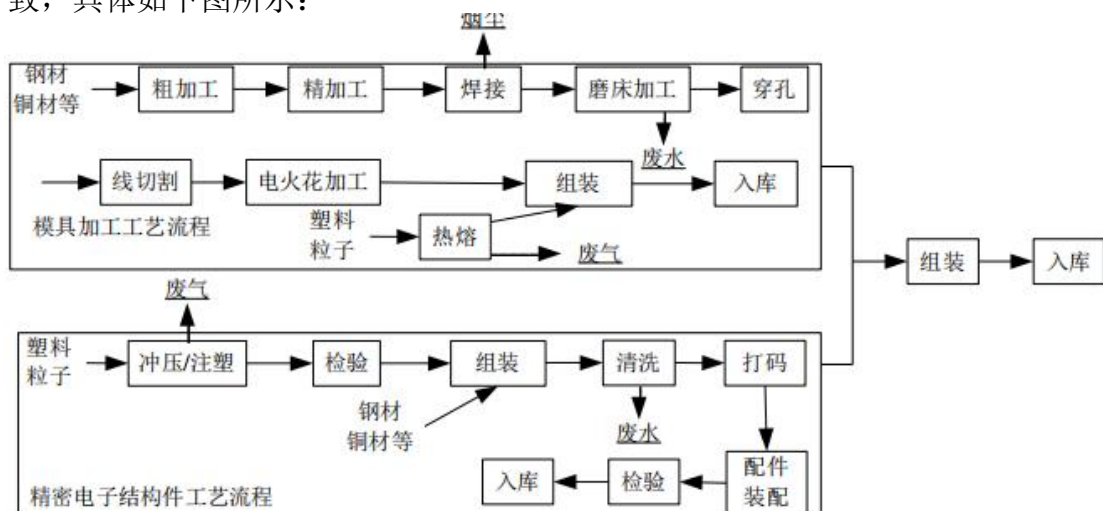 致，具体如下图所示：
烟尘
钢材
铜材等
粗加工
精加工
焊接
磨床加工
穿孔
废水
线切割
电火花加工
组装
入库
模具加工工艺流程
塑料
粒子
热熔
废气
组装
入库
废气
塑料
粒子
冲压/注塑
检验
组装
清洗
打码
钢材
铜材等
废水
入库
检验
配件
装配
精密电子结构件工艺流程